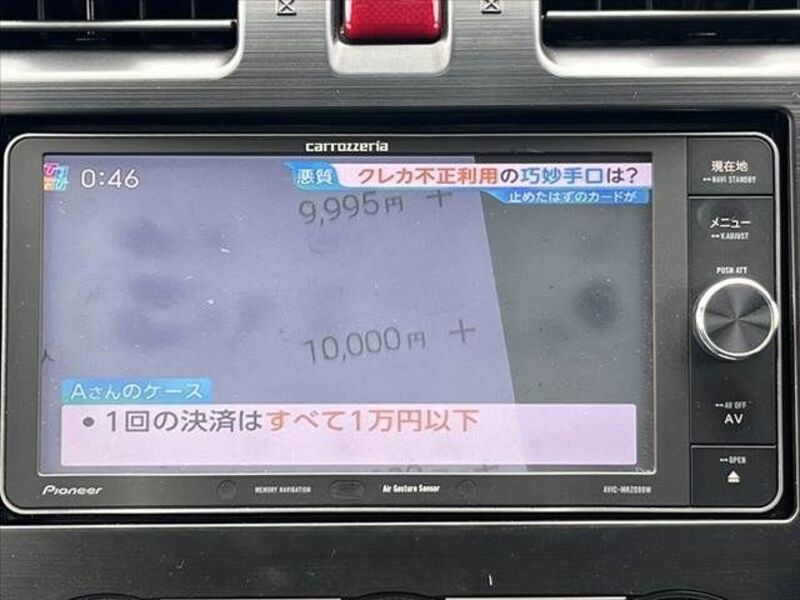 carrozzeria
0:46
悪質 クレカ不正利用の巧妙手口は?
止めたはずのカードが
9,995円 +
10,000円 +
人
Aさんのケース
• 1回の決済はすべて1万円以下
Pioneer
MEMORY NAVIGATION
Air Gesture Sensor
AVIC-MRZ099W
現在地
NAVI STANDBY
メニュー
V.ADJUST
PUSH ATT
AV OFF
AV
OPEN